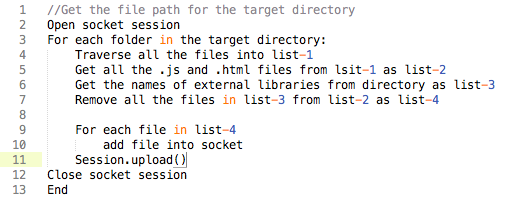 1 //Get the file path for the target directory
2 Open socket session
3 For each folder in the target directory:
4     Traverse all the files into list-1
5     Get all the .js and .html files from lsit-1 as list-2
6     Get the names of external libraries from directory as list-3
7     Remove all the files in list-3 from list-2 as list-4
8
9     For each file in list-4
10         add file into socket
11     Session.upload()
12 Close socket session
13 End